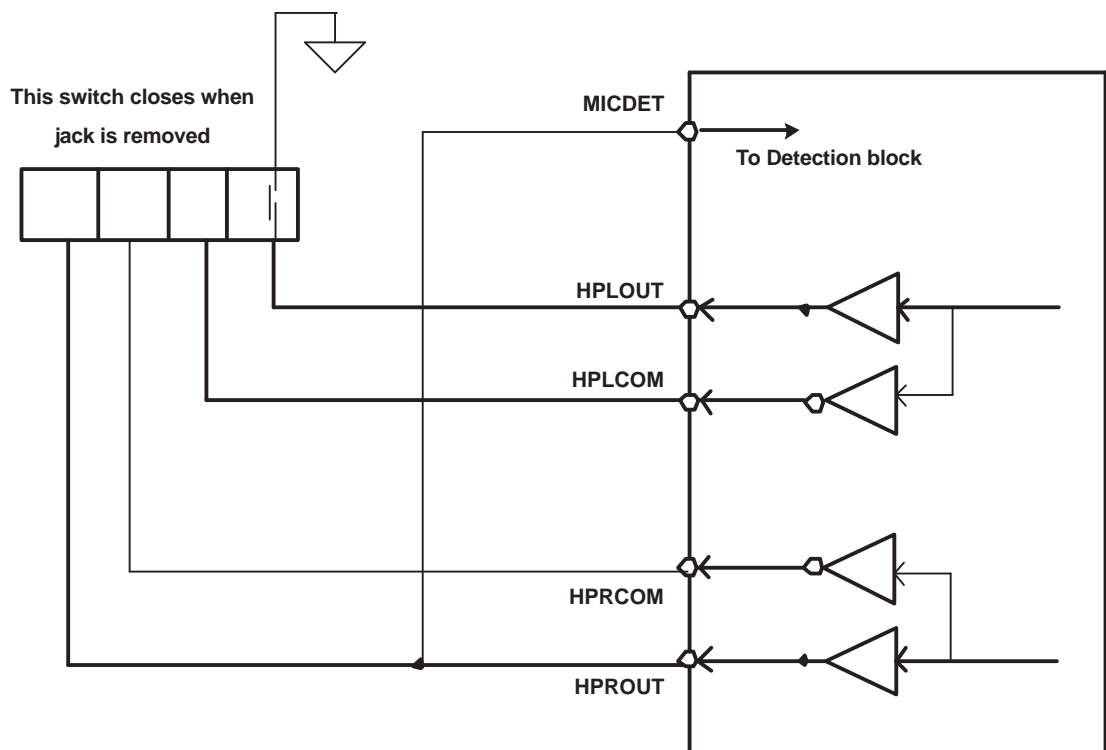 This switch closes when
jack is removed
MICDET
To Detection block
HPLOUT
HPLCOM
HPRCOM
HPROUT